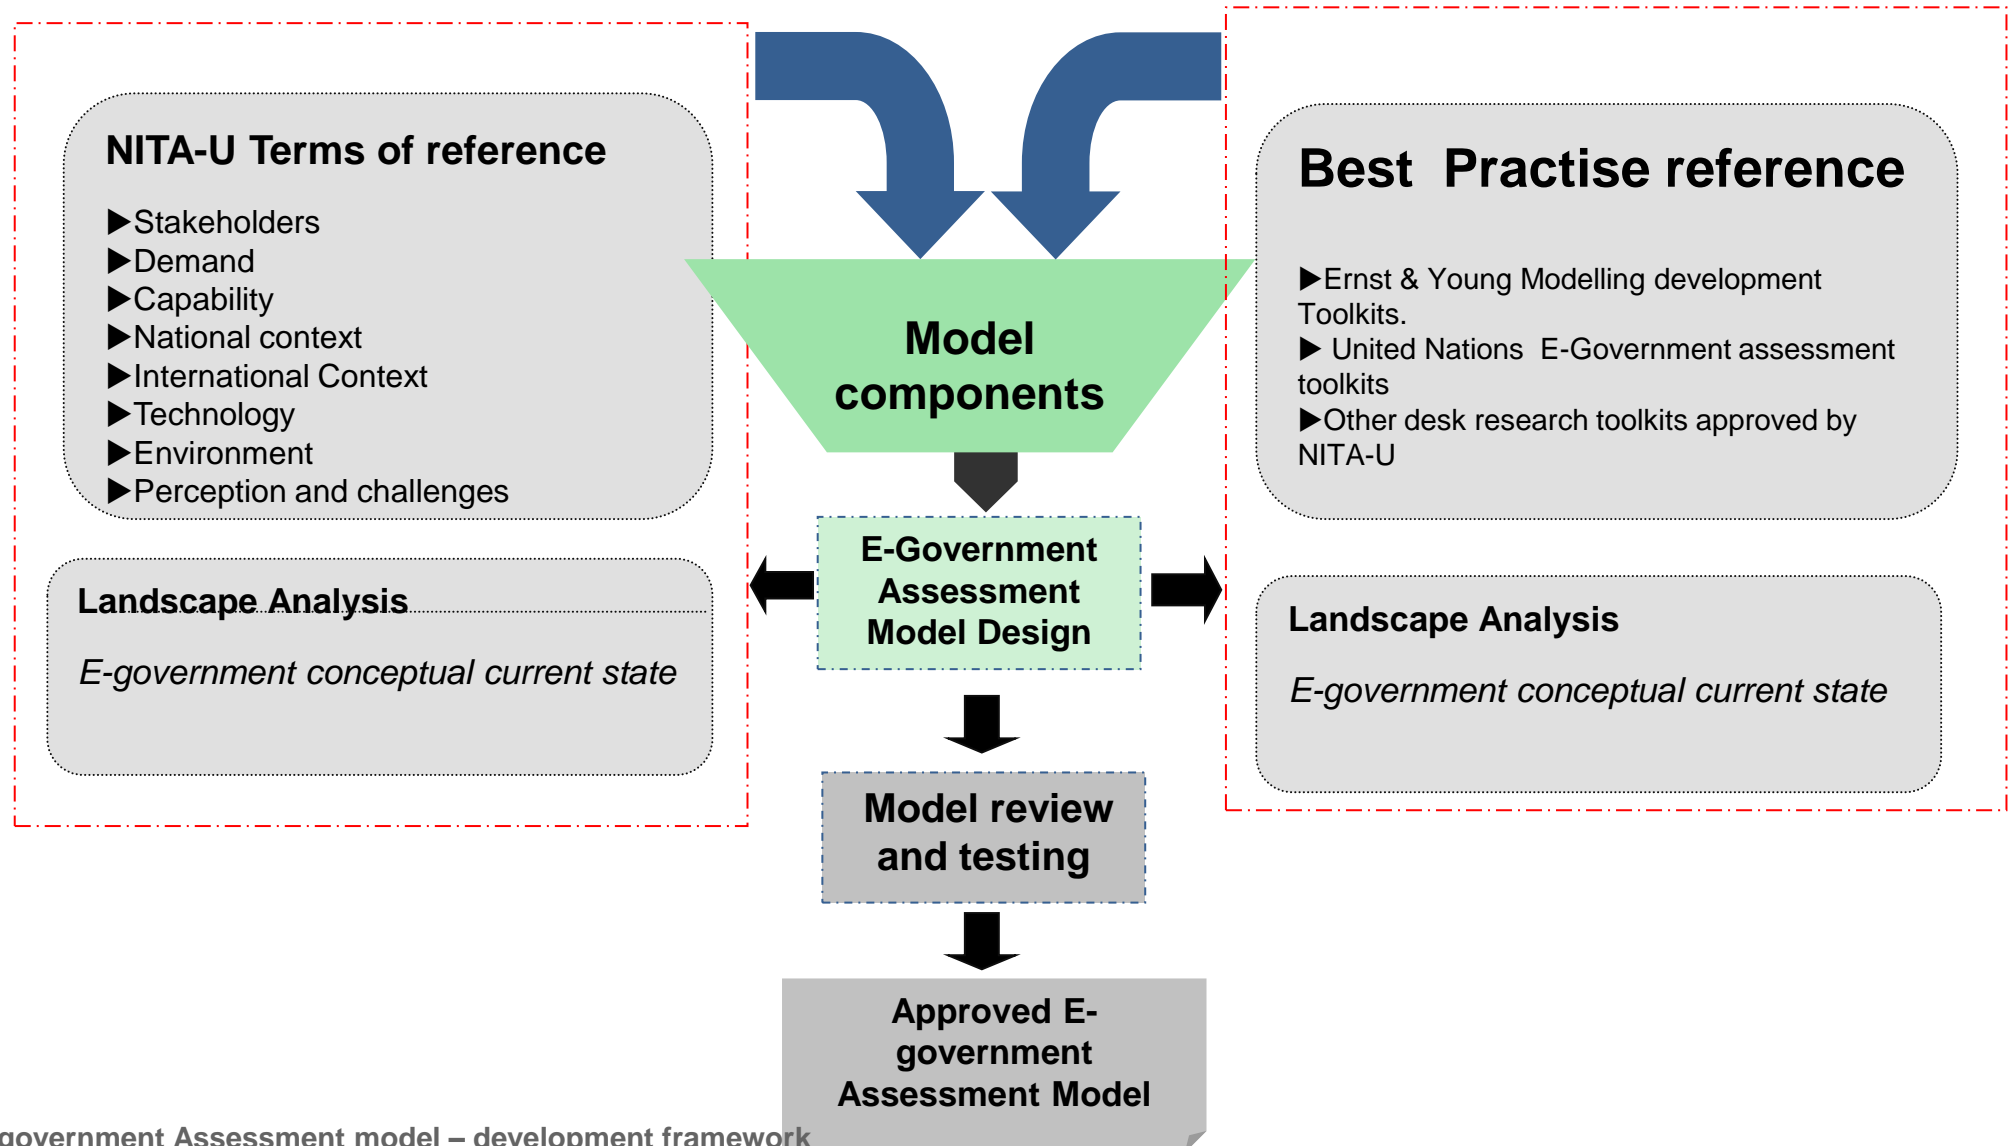 NITA-U Terms of reference
▶Stakeholders
▶Demand
▶Capability
▶National context
▶International Context
▶Technology
▶Environment
▶Perception and challenges
Landscape Analysis
E-government conceptual current state
Model
components
E-Government
Assessment
Model Design
Model review
and testing
Approved E-
government
Assessment Model
Best Practise reference
▶Ernst & Young Modelling development
Toolkits.
▶ United Nations E-Government assessment
toolkits
▶Other desk research toolkits approved by
NITA-U
Landscape Analysis
E-government conceptual current state
government Assessment model – development framework